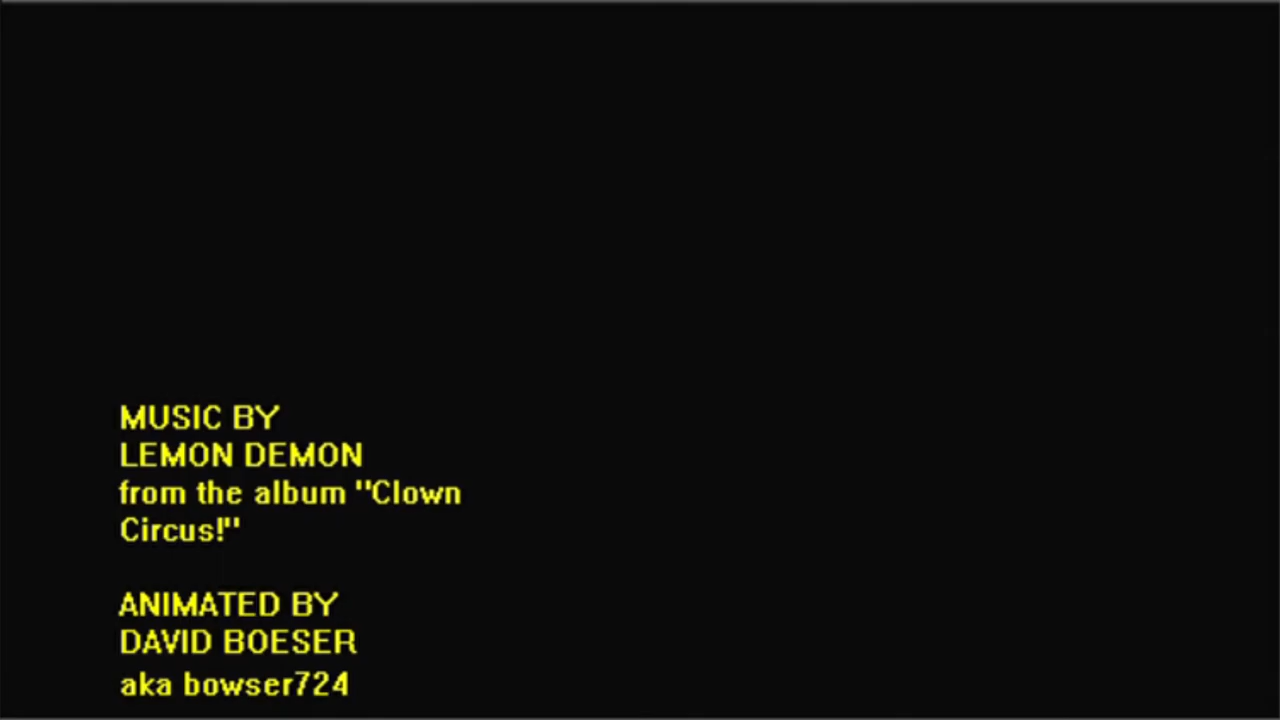 MUSIC BY
LEMON DEMON
from the album "Clown
Circus!"
ANIMATED BY
DAVID BOESER
aka bowser724